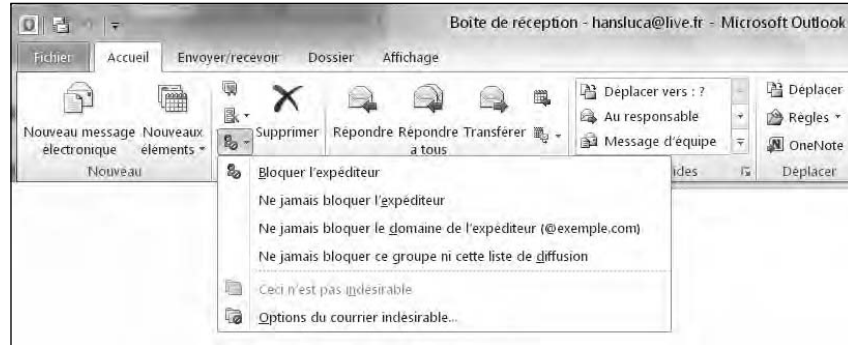 Boîte de réception - hansluca@live.fr - Microsoft Outlook
Fichier Accueil Envoyer/recevoir Dossier Affichage
Nouveau message électronique
Nouveaux éléments
Supprimer
Répondre
Répondre a tous
Transférer
Déplacer vers : ?
Au responsable
Message d'équipe
Déplacer
Règles
OneNote
Nouveau
ides
Déplacer
Bloquer l'expéditeur
Ne jamais bloquer l'expéditeur
Ne jamais bloquer le domaine de l'expéditeur (@exemple.com)
Ne jamais bloquer ce groupe ni cette liste de diffusion
Ceci n'est pas indésirable
Options du courrier indésirable...